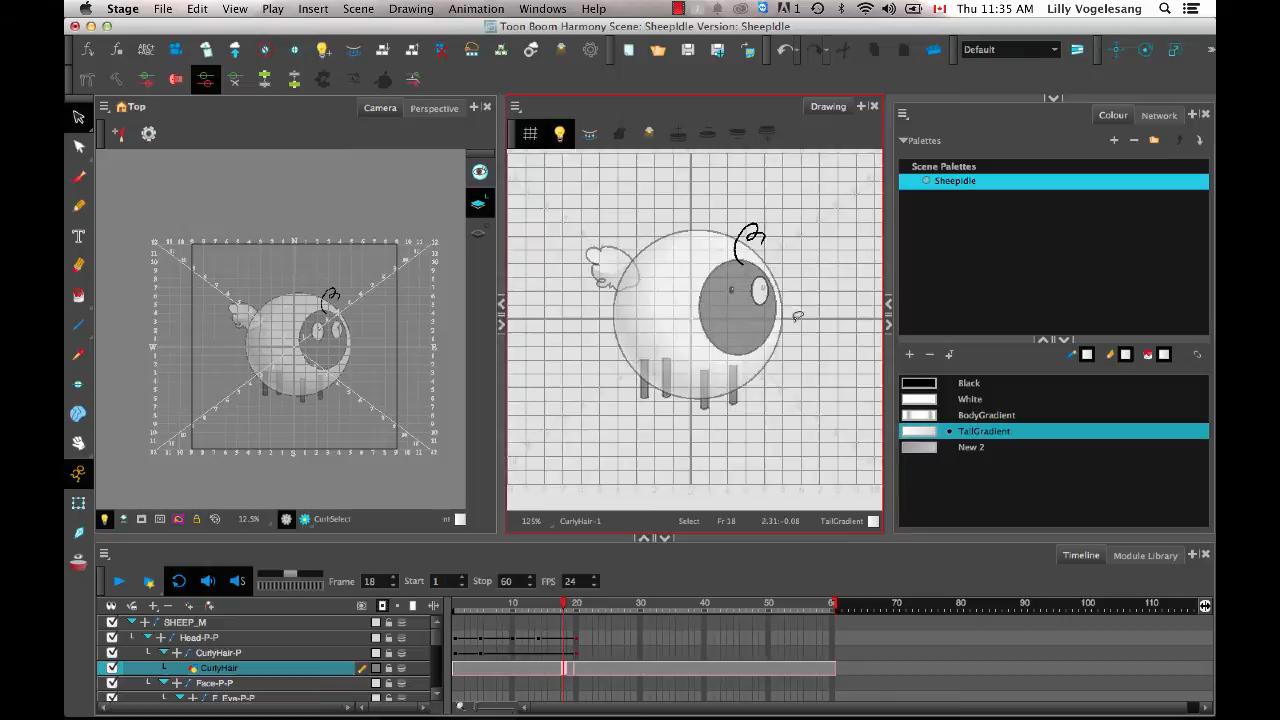 Stage File Edit View Play Insert Scene Drawing Animation Windows Help
1 Thu 11:35 AM Lilly Vogelesang
Toon Boom Harmony Scene: SheepIdle Version: SheepIdle
Default
Top Camera Perspective
Drawing
Colour Network
Palettes
Scene Palettes
SheepIdle
Black
White
BodyGradient
TailGradient
New 2
12.5%
125% CurlyHair-1 Select Fr 18 2.31:-0.08 TailGradient
Timeline Module Library
Frame 18 Start 1 Stop 60 FPS 24
10 20 30 40 50 60 70 80 90 100 110
SHEEP_M
Head-P-P
CurlyHair-P
CurlyHair
Face-P-P
F_Eye-P-P